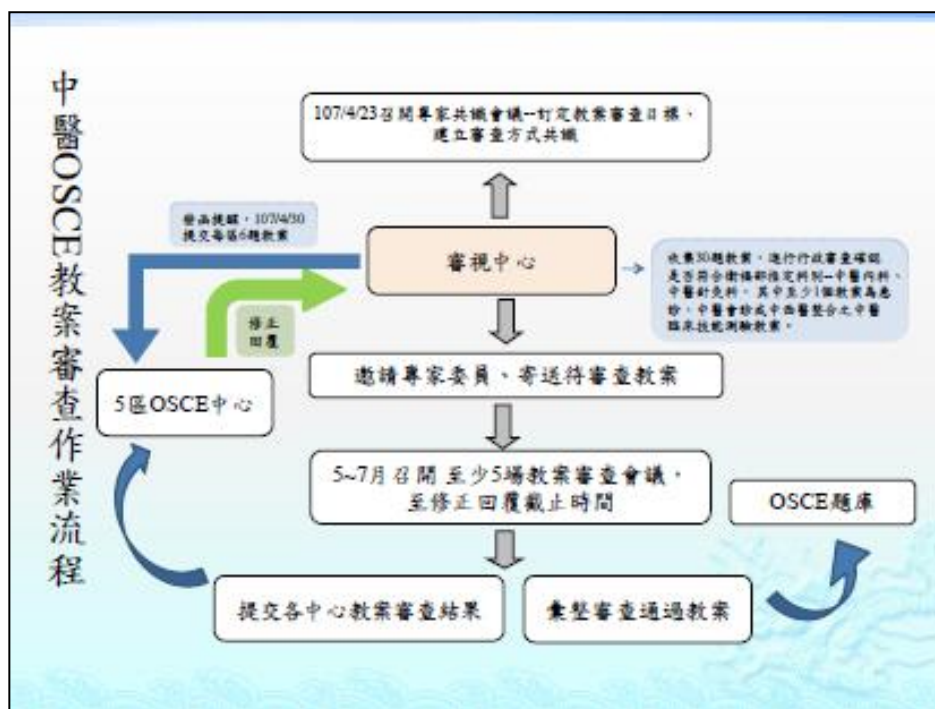 中醫OSCE教案審查作業流程
107/4/23召開專家共識會議--訂定教案審查目標、
建立審查方式共識
發函提醒，107/4/30
提交每區6題教案
審視中心
收集30題教案，進行行政審查確認
是否符合衛福部指定科別--中醫內科、
中醫針灸科，其中至少1個教案為急
診、中醫會診或中西醫整合之中醫
臨床技能測驗教案。
修正
回覆
邀請專家委員、寄送待審查教案
5區OSCE中心
5~7月召開 至少5場教案審查會議，
至修正回覆截止時間
OSCE題庫
提交各中心教案審查結果
彙整審查通過教案